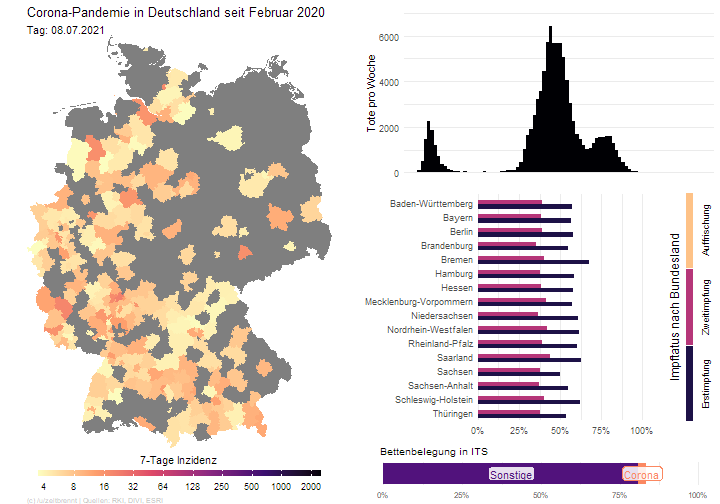 Corona-Pandemie in Deutschland seit Februar 2020
Tag: 08.07.2021
7-Tage Inzidenz
4 8 16 32 64 129 250 500 1000 2000
Quellen: RKI, DIVI, ESRI
Tote pro Woche
6000
4000
2000
0
Baden-Württemberg
Bayern
Berlin
Brandenburg
Bremen
Hamburg
Hessen
Mecklenburg-Vorpommern
Niedersachsen
Nordrhein-Westfalen
Rheinland-Pfalz
Saarland
Sachsen
Sachsen-Anhalt
Schleswig-Holstein
Thüringen
0% 25% 50% 75% 100%
Impfstatus nach Bundesland
Auffrischung
Zweitimpfung
Erstimpfung
Bettenbelegung in ITS
Sonstige
Corona
0% 25% 50% 75% 100%